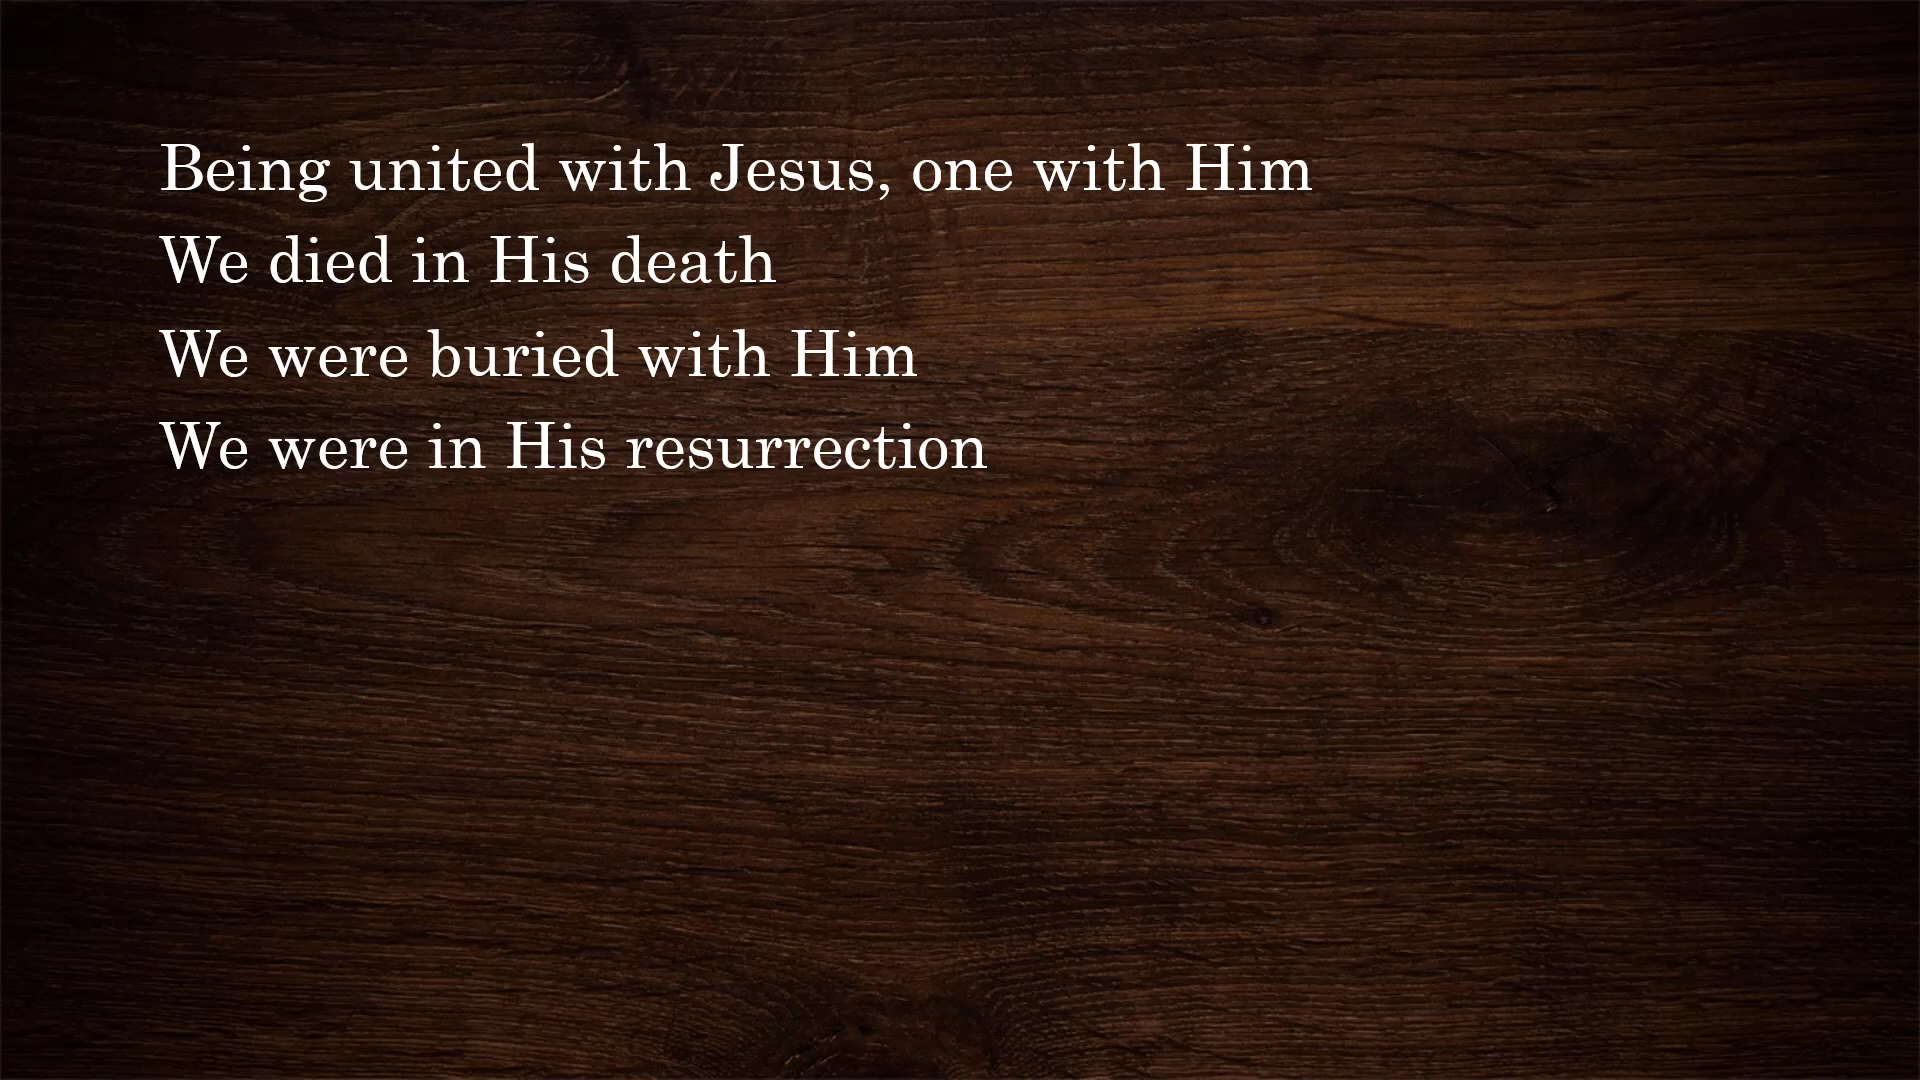 Being united with Jesus, one with Him
We died in His death
We were buried with Him
We were in His resurrection